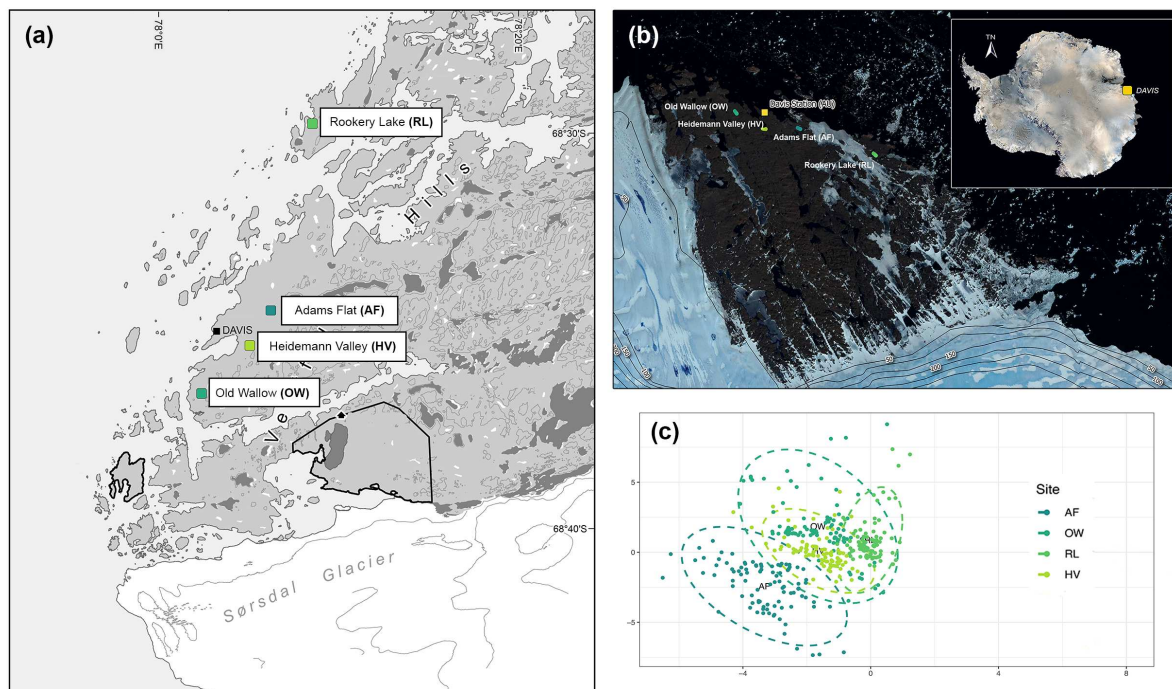 (a)
78°0'E
78°20'E
Rookery Lake (RL)
68°30'S
Hills
Adams Flat (AF)
DAVIS
Heidemann Valley (HV)
Old Wallow (OW)
68°40'S
Sørsdal Glacier
(b)
TN
DAVIS
Old Wallow (OW)
Davis Station (AU)
Heidemann Valley (HV)
Adams Flat (AF)
Rookery Lake (RL)
50
150
100
(c)
5
0
−5
−4
0
4
8
OW
AF
Site
AF
OW
RL
HV